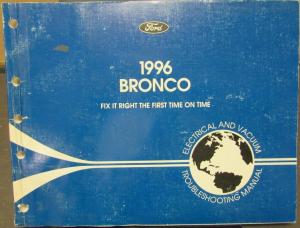 Ford
1996
BRONCO
FIX IT RIGHT THE FIRST TIME ON TIME
ELECTRICAL AND VACUUM
TROUBLESHOOTING MANUAL